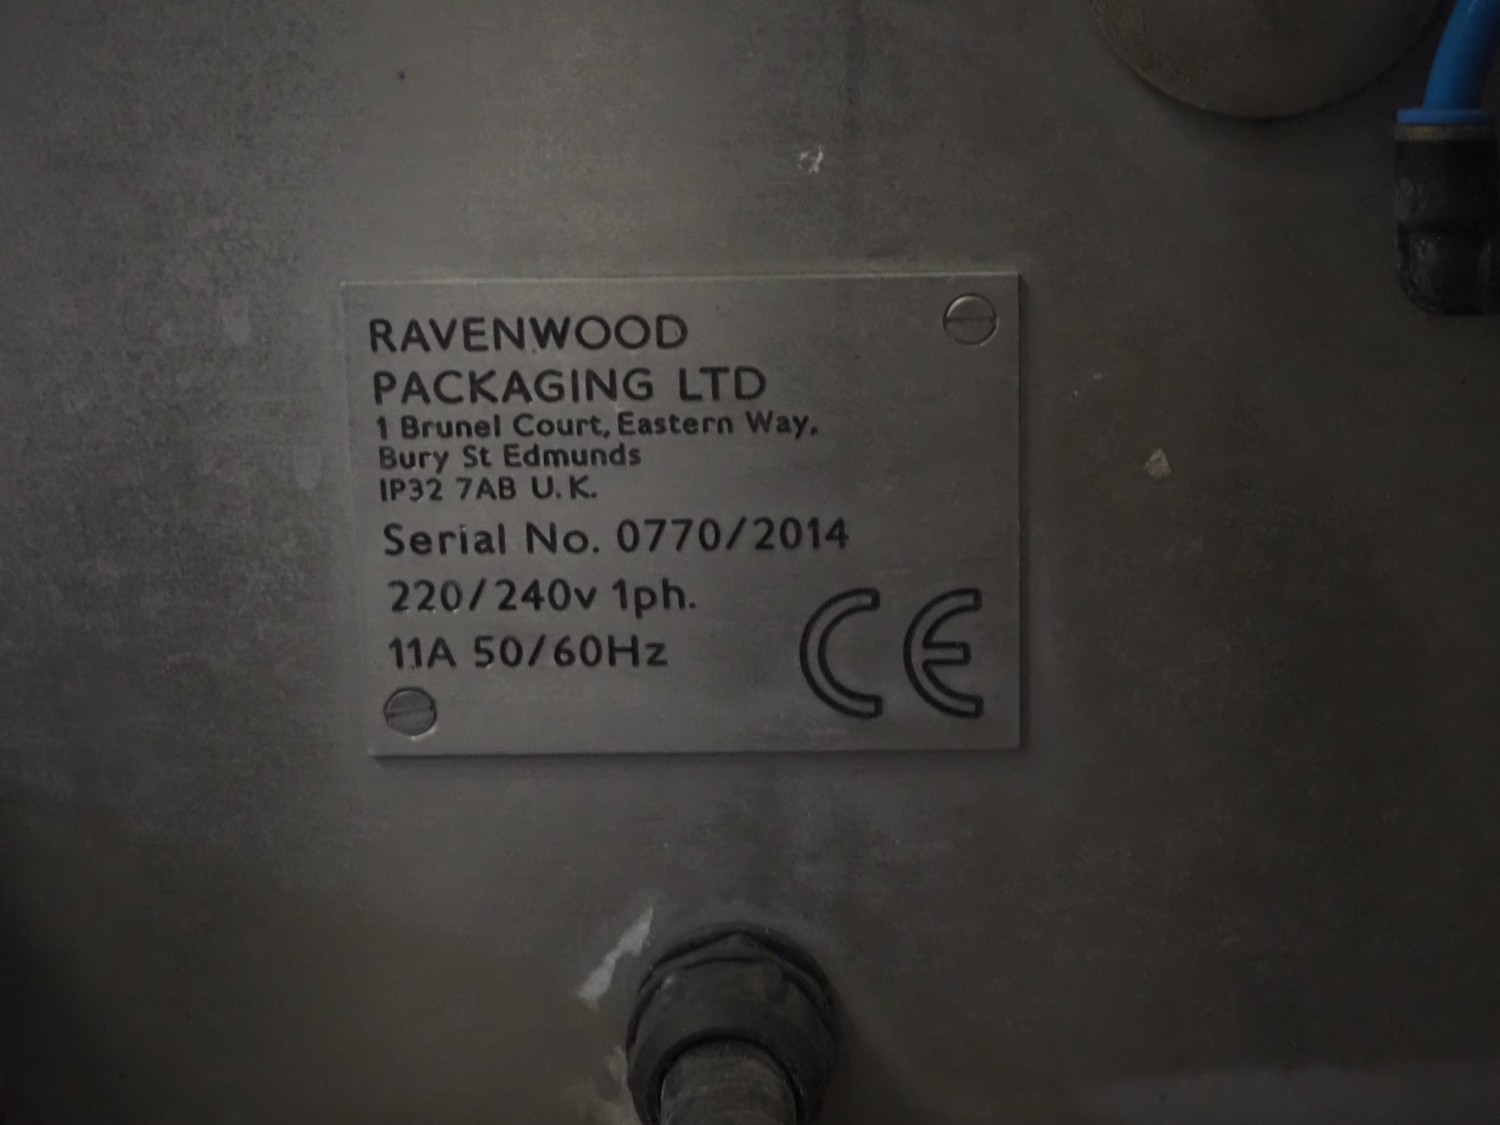 RAVENWOOD
PACKAGING LTD
1 Brunel Court, Eastern Way,
Bury St Edmunds
IP32 7AB U.K.
Serial No. 0770/2014
220/240v 1ph.
11A 50/60Hz
CE